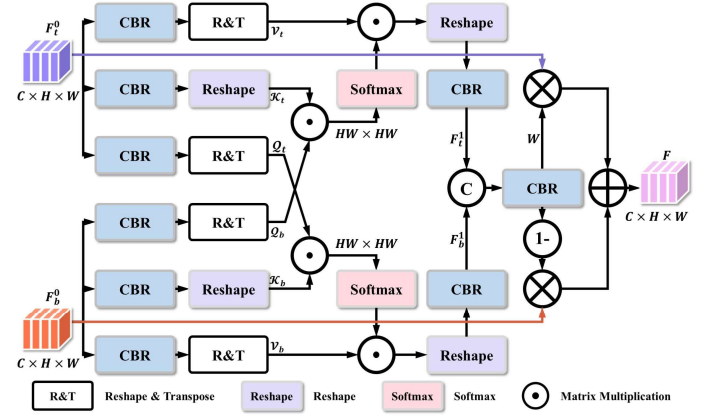 F_t^0
C × H × W
CBR
R&T
𝒱_t
Reshape
CBR
Reshape
𝒦_t
Softmax
CBR
HW × HW
CBR
R&T
𝒬_t
F_t^1
W
C
CBR
F
C × H × W
CBR
R&T
𝒬_b
HW × HW
F_b^1
1-
CBR
Reshape
𝒦_b
Softmax
CBR
F_b^0
C × H × W
CBR
R&T
𝒱_b
Reshape
R&T Reshape & Transpose Reshape Reshape Softmax Softmax Matrix Multiplication